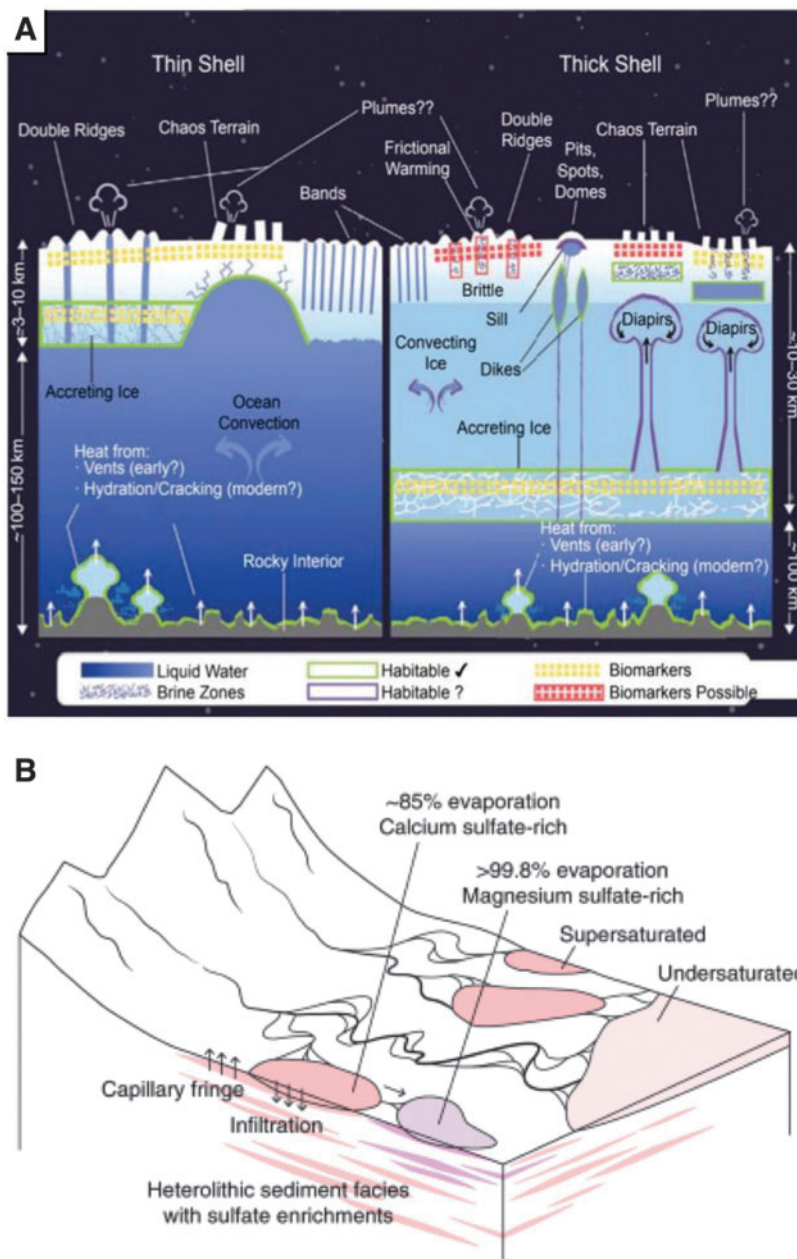 A
Thin Shell
Thick Shell
Double Ridges
Chaos Terrain
Plumes??
Bands
Frictional
Warming
Double
Ridges
Pits,
Spots,
Domes
Chaos Terrain
Plumes??
~3–10 km
Accreting Ice
Ocean
Convection
~100–150 km
Heat from:
· Vents (early?)
· Hydration/Cracking (modern?)
Rocky Interior
Brittle
Sill
Convecting
Ice
Dikes
Diapirs
Diapirs
Accreting Ice
~10–30 km
Heat from:
· Vents (early?)
· Hydration/Cracking (modern?)
~100 km
Liquid Water
Brine Zones
Habitable ✓
Habitable ?
Biomarkers
Biomarkers Possible
B
~85% evaporation
Calcium sulfate-rich
>99.8% evaporation
Magnesium sulfate-rich
Supersaturated
Undersaturated
Capillary fringe
Infiltration
Heterolithic sediment facies
with sulfate enrichments